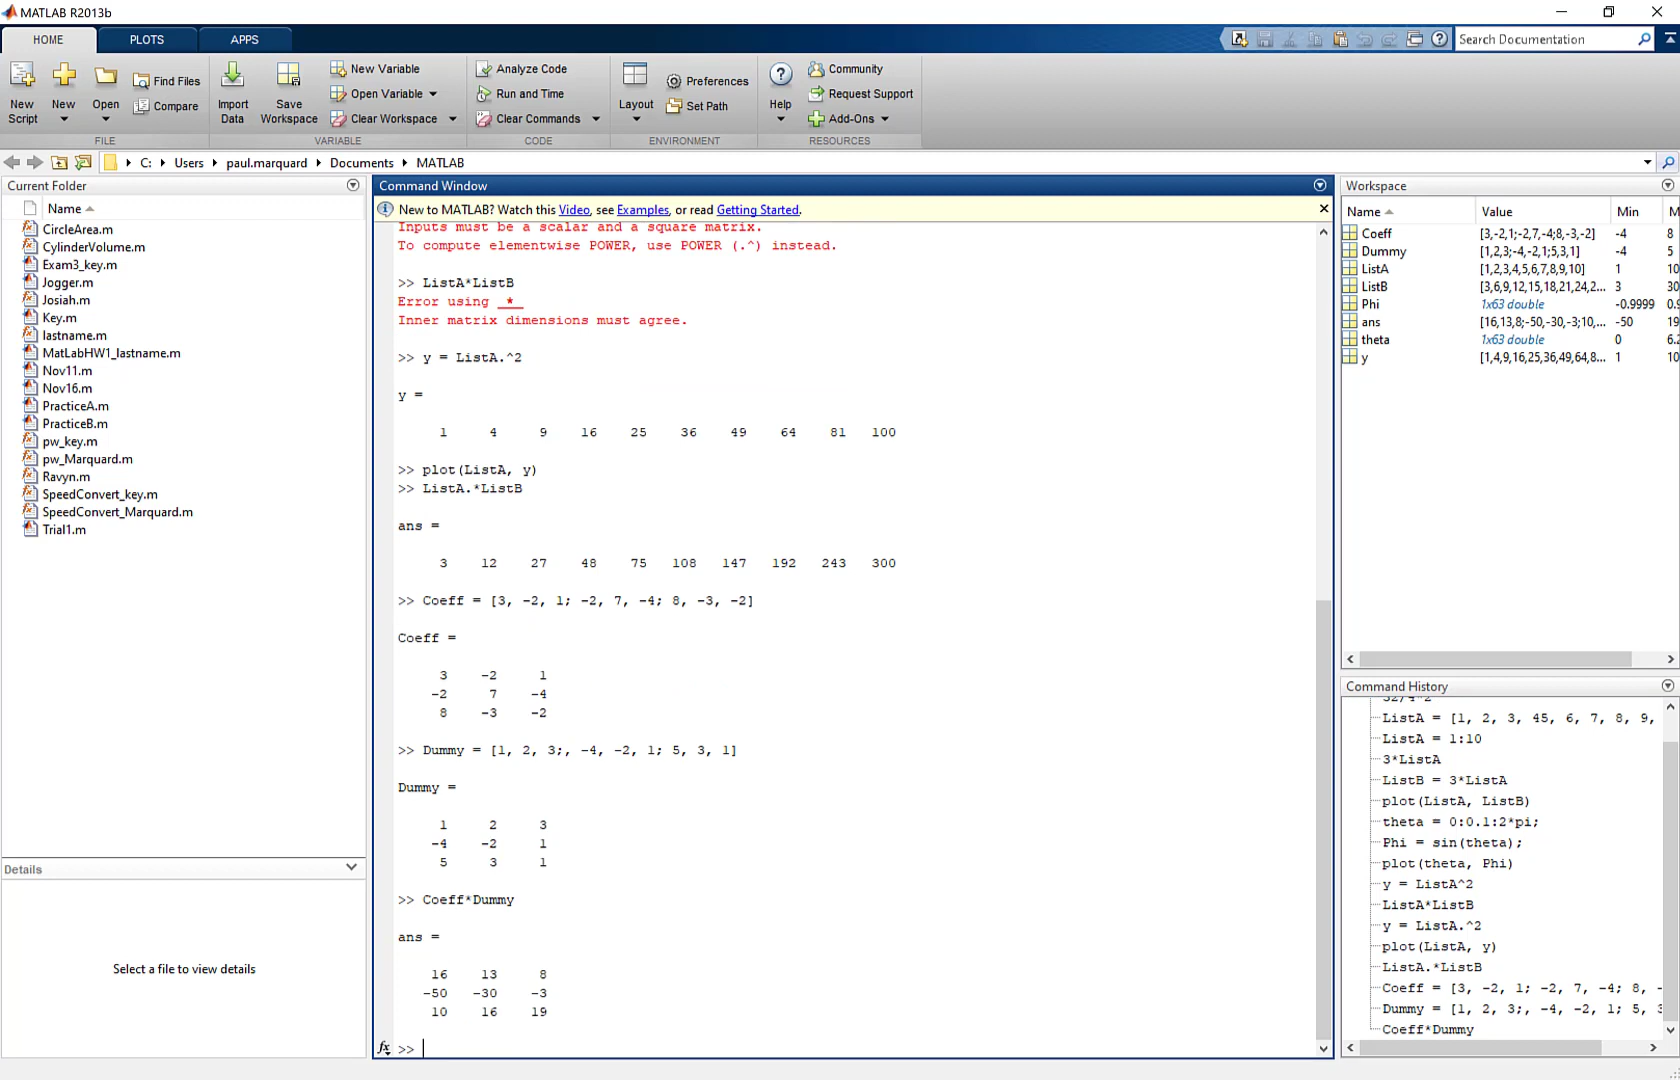 MATLAB R2013b
HOME
PLOTS
APPS
Search Documentation
New Script
New
Open
Find Files
Compare
Import Data
Save Workspace
New Variable
Open Variable
Clear Workspace
Analyze Code
Run and Time
Clear Commands
Layout
Preferences
Set Path
Help
Community
Request Support
Add-Ons
FILE
VARIABLE
CODE
ENVIRONMENT
RESOURCES
C: Users paul.marquard Documents MATLAB
Current Folder
Name
CircleArea.m
CylinderVolume.m
Exam3_key.m
Jogger.m
Josiah.m
Key.m
lastname.m
MatLabHW1_lastname.m
Nov11.m
Nov16.m
PracticeA.m
PracticeB.m
pw_key.m
pw_Marquard.m
Ravyn.m
SpeedConvert_key.m
SpeedConvert_Marquard.m
Trial1.m
Details
Select a file to view details
Command Window
New to MATLAB? Watch this Video, see Examples, or read Getting Started.
Inputs must be a scalar and a square matrix.
To compute elementwise POWER, use POWER (.^) instead.
>> ListA*ListB
Error using  *
Inner matrix dimensions must agree.
>> y = ListA.^2
y =
1 4 9 16 25 36 49 64 81 100
>> plot(ListA, y)
>> ListA.*ListB
ans =
3 12 27 48 75 108 147 192 243 300
>> Coeff = [3, -2, 1; -2, 7, -4; 8, -3, -2]
Coeff =
3 -2 1
-2 7 -4
8 -3 -2
>> Dummy = [1, 2, 3;, -4, -2, 1; 5, 3, 1]
Dummy =
1 2 3
-4 -2 1
5 3 1
>> Coeff*Dummy
ans =
16 13 8
-50 -30 -3
10 16 19
fx >>
Workspace
Name Value Min M
Coeff [3,-2,1;-2,7,-4;8,-3,-2] -4 8
Dummy [1,2,3;-4,-2,1;5,3,1] -4 5
ListA [1,2,3,4,5,6,7,8,9,10] 1 10
ListB [3,6,9,12,15,18,21,24,2... 3 30
Phi 1x63 double -0.9999 0.9
ans [16,13,8;-50,-30,-3;10,... -50 19
theta 1x63 double 0 6.2
y [1,4,9,16,25,36,49,64,8... 1 10
Command History
ListA = [1, 2, 3, 45, 6, 7, 8, 9,
ListA = 1:10
3*ListA
ListB = 3*ListA
plot(ListA, ListB)
theta = 0:0.1:2*pi;
Phi = sin(theta);
plot(theta, Phi)
y = ListA^2
ListA*ListB
y = ListA.^2
plot(ListA, y)
ListA.*ListB
Coeff = [3, -2, 1; -2, 7, -4; 8, -
Dummy = [1, 2, 3;, -4, -2, 1; 5, 3
Coeff*Dummy